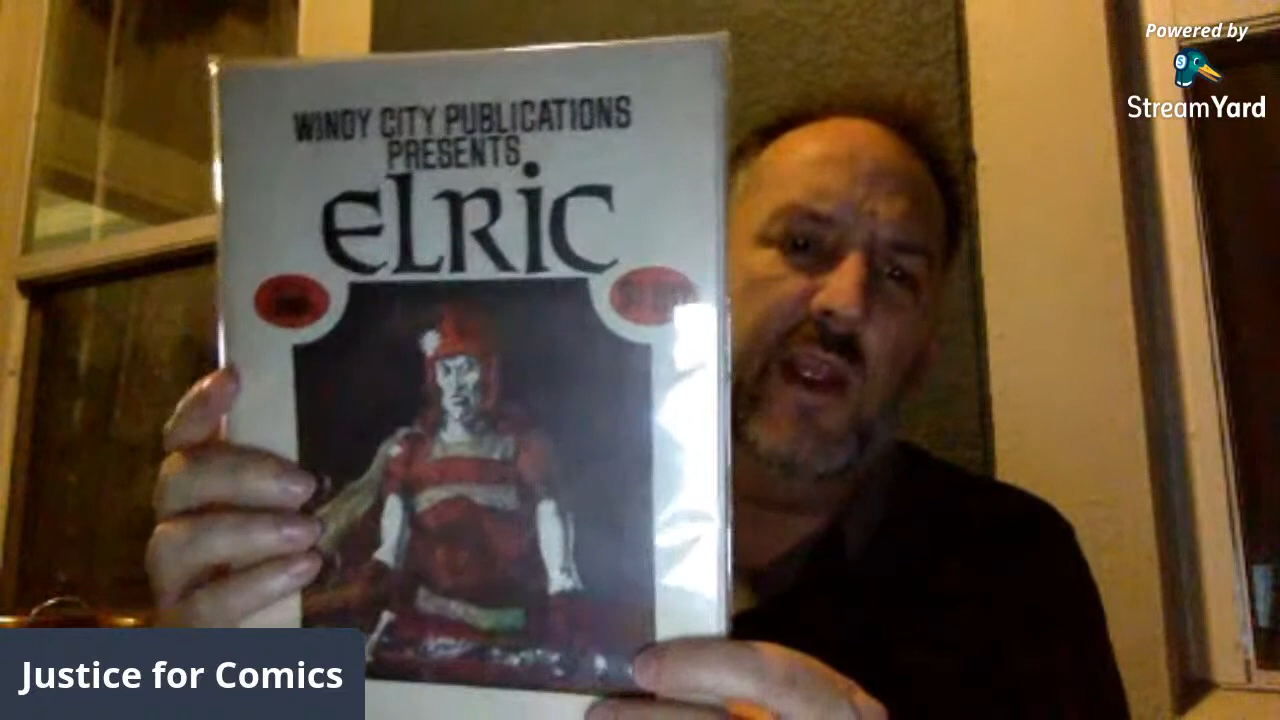 WINDY CITY PUBLICATIONS
PRESENTS
ELRIC
Powered by
StreamYard
Justice for Comics